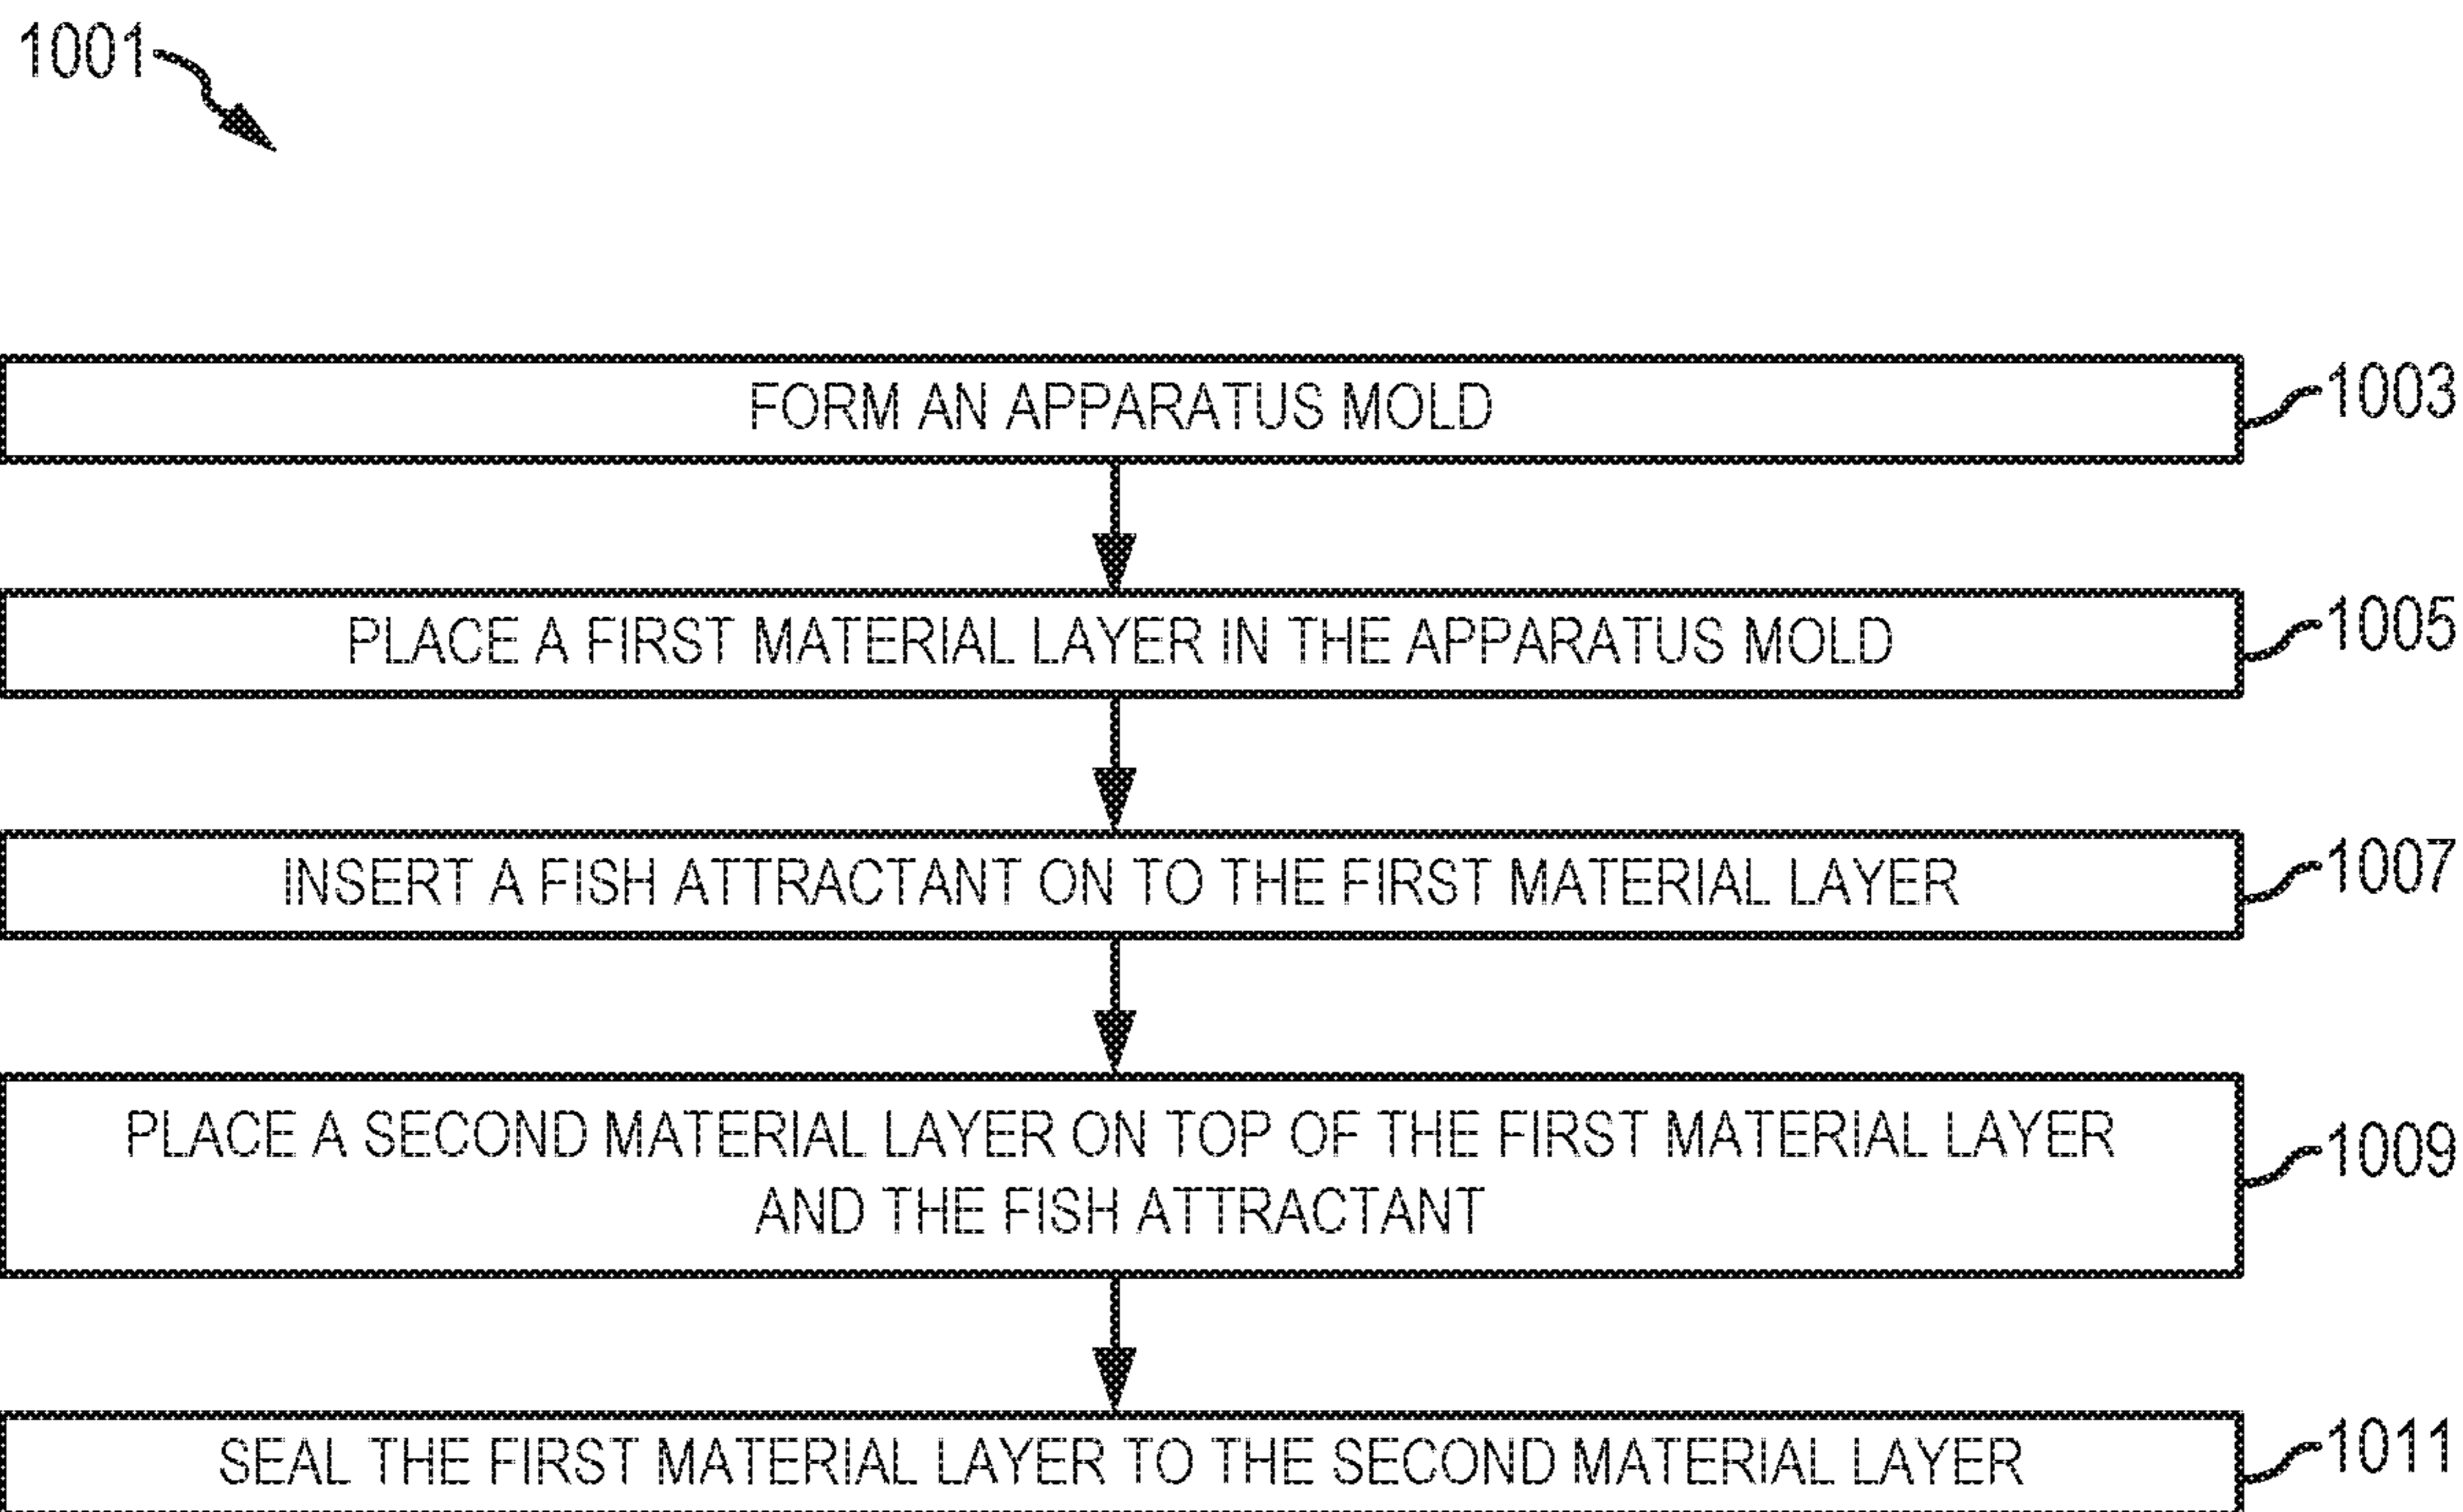 1001
FORM AN APPARATUS MOLD
1003
PLACE A FIRST MATERIAL LAYER IN THE APPARATUS MOLD
1005
INSERT A FISH ATTRACTANT ON TO THE FIRST MATERIAL LAYER
1007
PLACE A SECOND MATERIAL LAYER ON TOP OF THE FIRST MATERIAL LAYER
AND THE FISH ATTRACTANT
1009
SEAL THE FIRST MATERIAL LAYER TO THE SECOND MATERIAL LAYER
1011